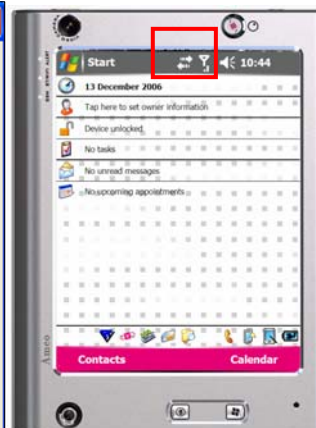 Start 10:44
13 December 2006
Tap here to set owner information
Device unlocked
No tasks
No unread messages
No upcoming appointments
Contacts Calendar
Ameo